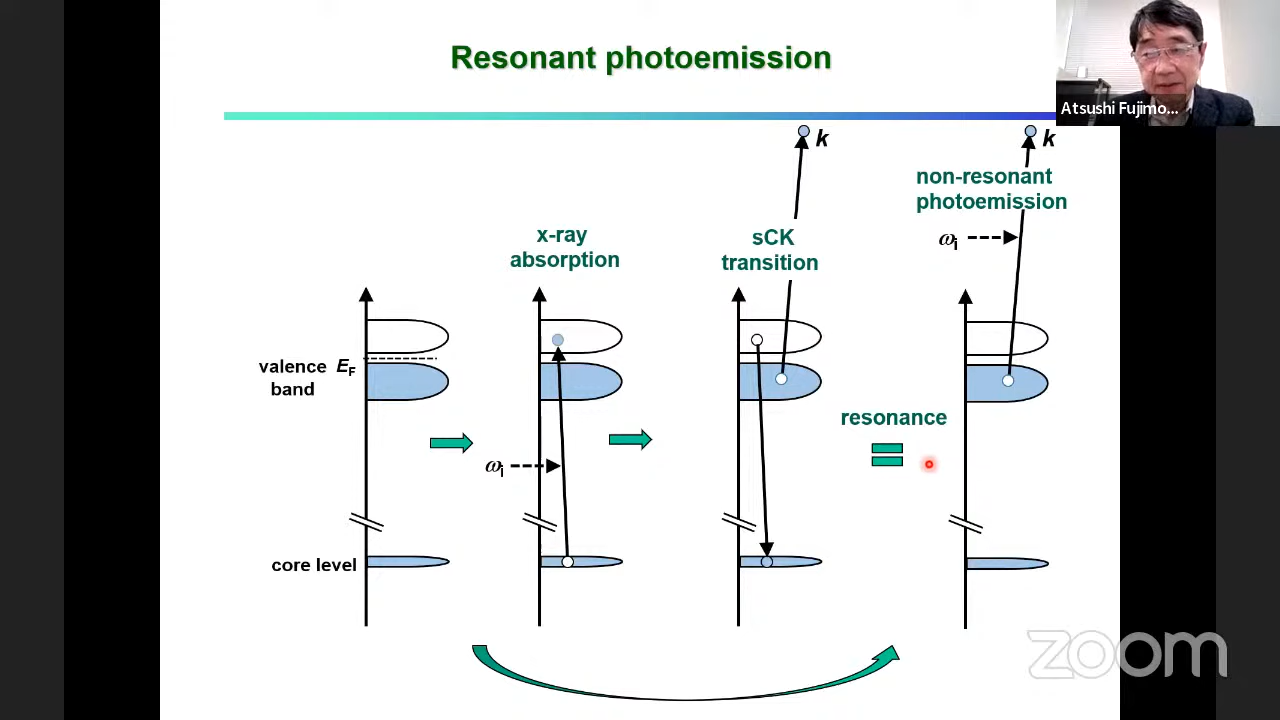 Resonant photoemission
Atsushi Fujimo...
k
k
non-resonant
photoemission
ωi
x-ray
absorption
sCK
transition
valence EF
band
resonance
ωi
core level
zoom